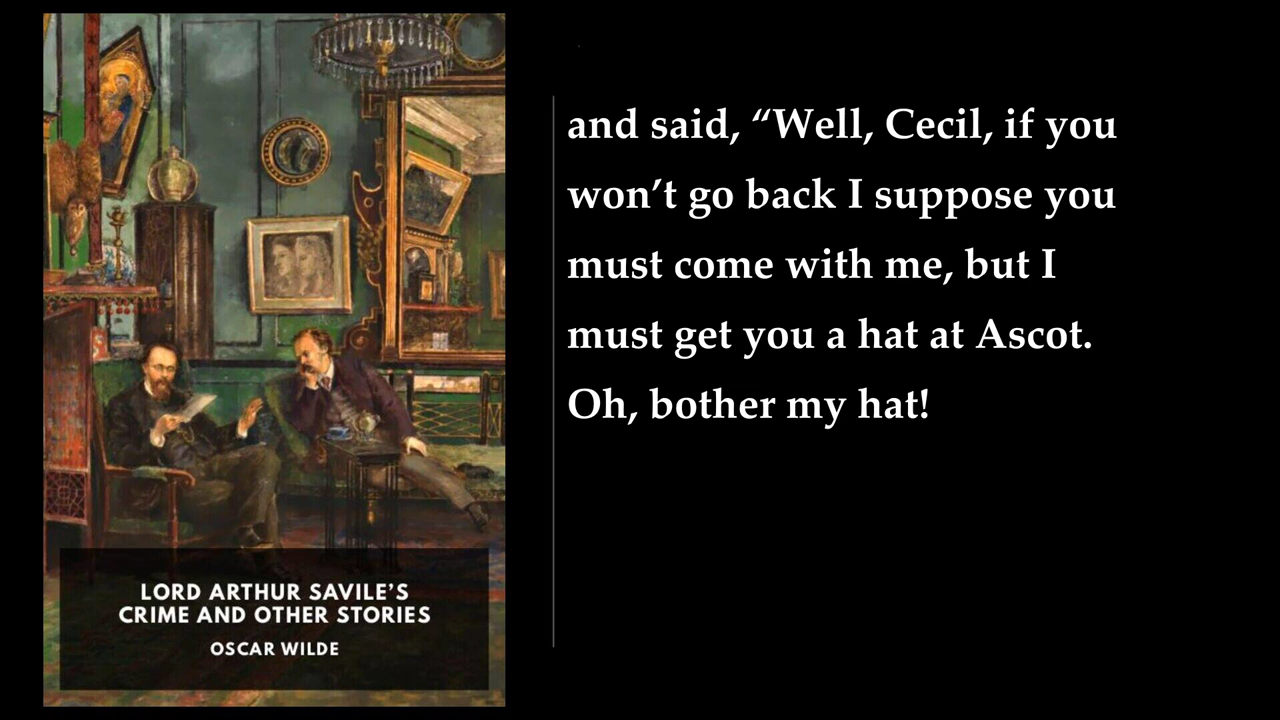 LORD ARTHUR SAVILE’S
CRIME AND OTHER STORIES
OSCAR WILDE
and said, “Well, Cecil, if you
won’t go back I suppose you
must come with me, but I
must get you a hat at Ascot.
Oh, bother my hat!